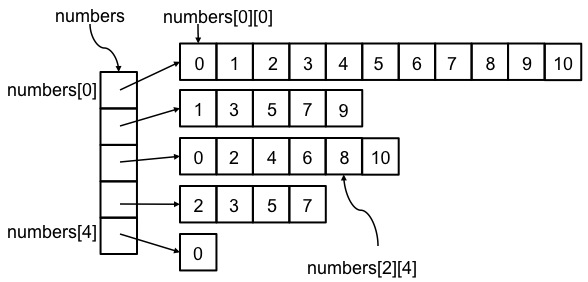 numbers numbers[0][0]
numbers[0] 0 1 2 3 4 5 6 7 8 9 10
1 3 5 7 9
0 2 4 6 8 10
2 3 5 7
numbers[4] 0
numbers[2][4]